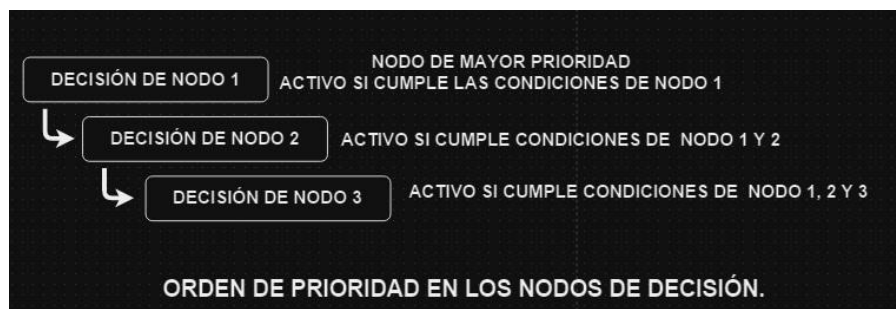 NODO DE MAYOR PRIORIDAD
DECISIÓN DE NODO 1
ACTIVO SI CUMPLE LAS CONDICIONES DE NODO 1
DECISIÓN DE NODO 2
ACTIVO SI CUMPLE CONDICIONES DE NODO 1 Y 2
DECISIÓN DE NODO 3
ACTIVO SI CUMPLE CONDICIONES DE NODO 1, 2 Y 3
ORDEN DE PRIORIDAD EN LOS NODOS DE DECISIÓN.